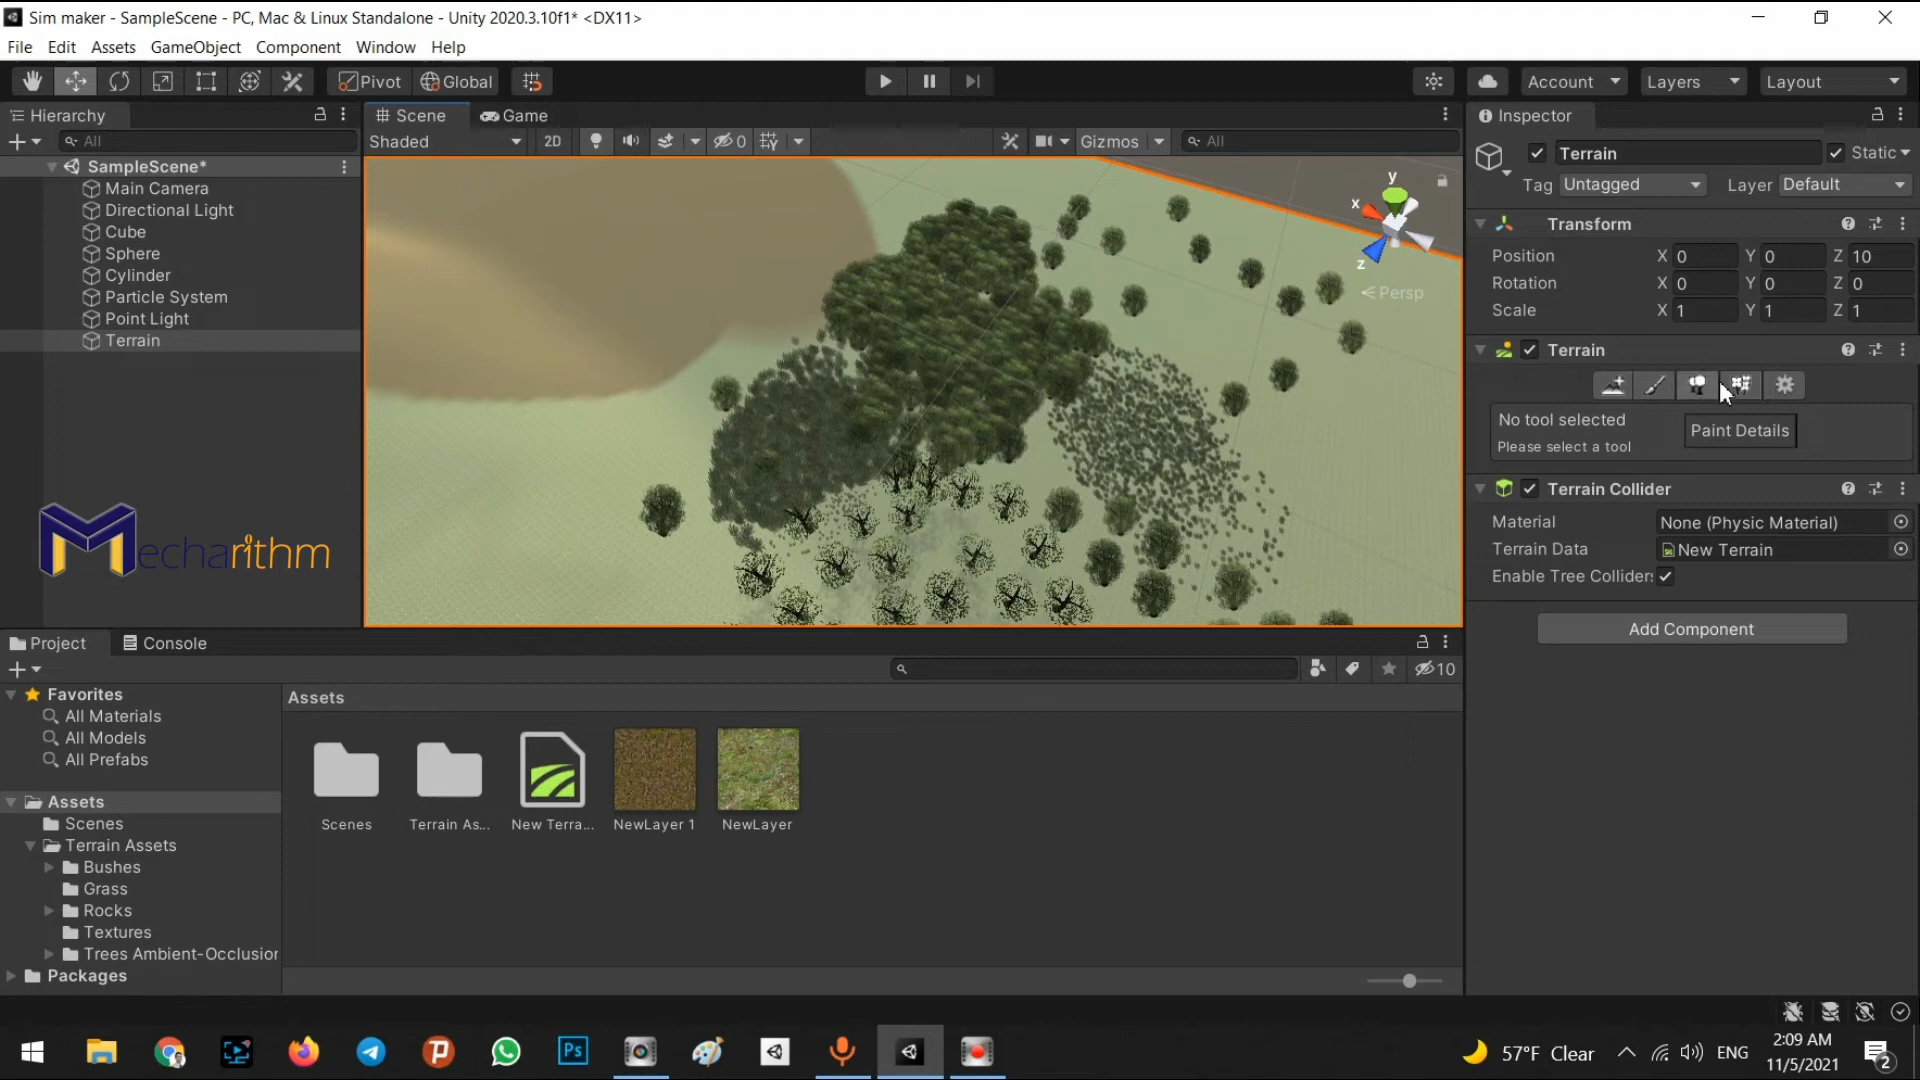 Sim maker - SampleScene - PC, Mac & Linux Standalone - Unity 2020.3.10f1* <DX11>
File Edit Assets GameObject Component Window Help
Pivot Global Account Layers Layout
Hierarchy
All
SampleScene*
Main Camera
Directional Light
Cube
Sphere
Cylinder
Particle System
Point Light
Terrain
Mecharithm
Scene Game
Shaded 2D 0 Gizmos All
y
x
z
Persp
Inspector
Terrain Static
Tag Untagged Layer Default
Transform
Position X 0 Y 0 Z 10
Rotation X 0 Y 0 Z 0
Scale X 1 Y 1 Z 1
Terrain
No tool selected
Please select a tool
Paint Details
Terrain Collider
Material None (Physic Material)
Terrain Data New Terrain
Enable Tree Colliders
Add Component
Project Console
10
Favorites
All Materials
All Models
All Prefabs
Assets
Scenes
Terrain Assets
Bushes
Grass
Rocks
Textures
Trees Ambient-Occlusion
Packages
Assets
Scenes Terrain As... New Terra... NewLayer 1 NewLayer
Ps
57°F Clear ENG
2:09 AM
11/5/2021
2